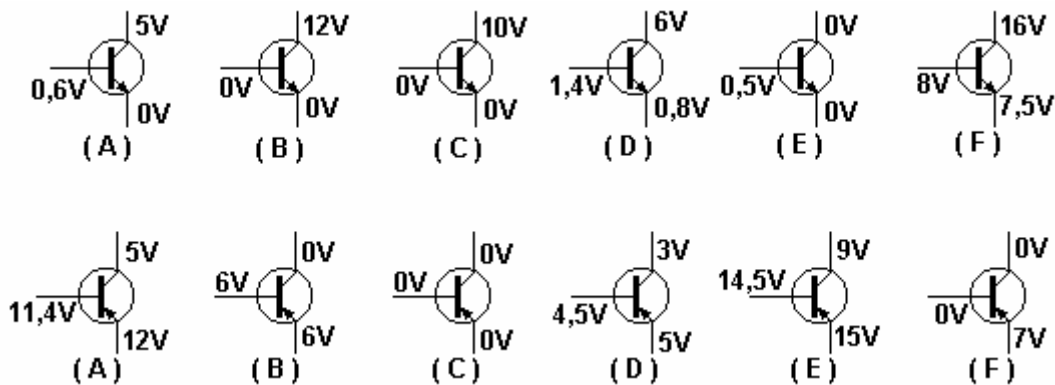 5V 12V 10V 6V 0V 16V
0,6V 0V 0V 1,4V 0,5V 8V
0V 0V 0V 0,8V 0V 7,5V
(A) (B) (C) (D) (E) (F)
5V 0V 0V 3V 9V 0V
11,4V 6V 0V 4,5V 14,5V 0V
12V 6V 0V 5V 15V 7V
(A) (B) (C) (D) (E) (F)